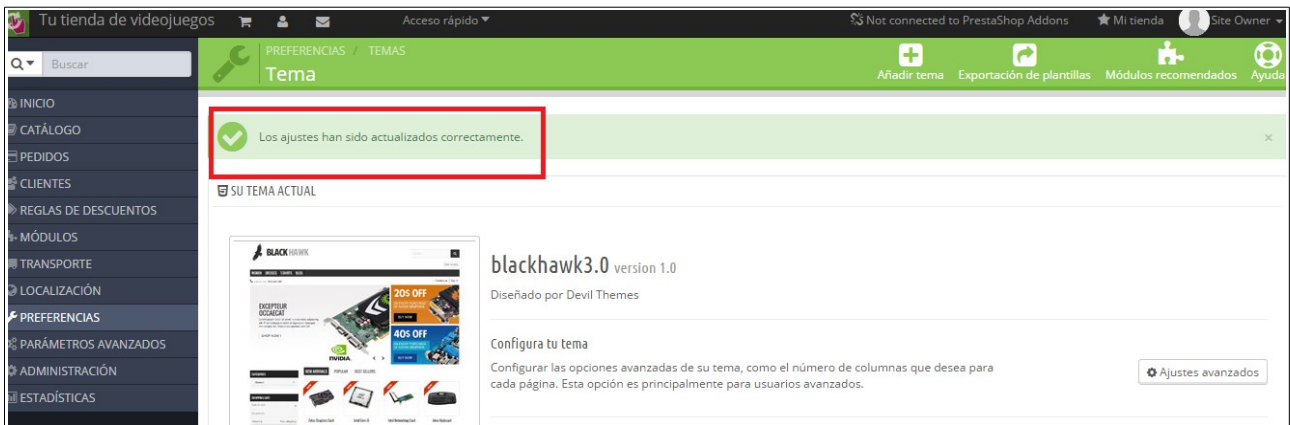 Tu tienda de videojuegos
Acceso rápido
Not connected to PrestaShop Addons
Mi tienda
Site Owner
Buscar
PREFERENCIAS / TEMAS
Tema
Añadir tema
Exportación de plantillas
Módulos recomendados
Ayuda
INICIO
CATÁLOGO
PEDIDOS
CLIENTES
REGLAS DE DESCUENTOS
MÓDULOS
TRANSPORTE
LOCALIZACIÓN
PREFERENCIAS
PARÁMETROS AVANZADOS
ADMINISTRACIÓN
ESTADÍSTICAS
Los ajustes han sido actualizados correctamente.
SU TEMA ACTUAL
BLACKHAWK
EXCEPTEUR
OCCAECAT
20$ OFF
40$ OFF
NVIDIA.
blackhawk3.0 version 1.0
Diseñado por Devil Themes
Configura tu tema
Configurar las opciones avanzadas de su tema, como el número de columnas que desea para
cada página. Esta opción es principalmente para usuarios avanzados.
Ajustes avanzados